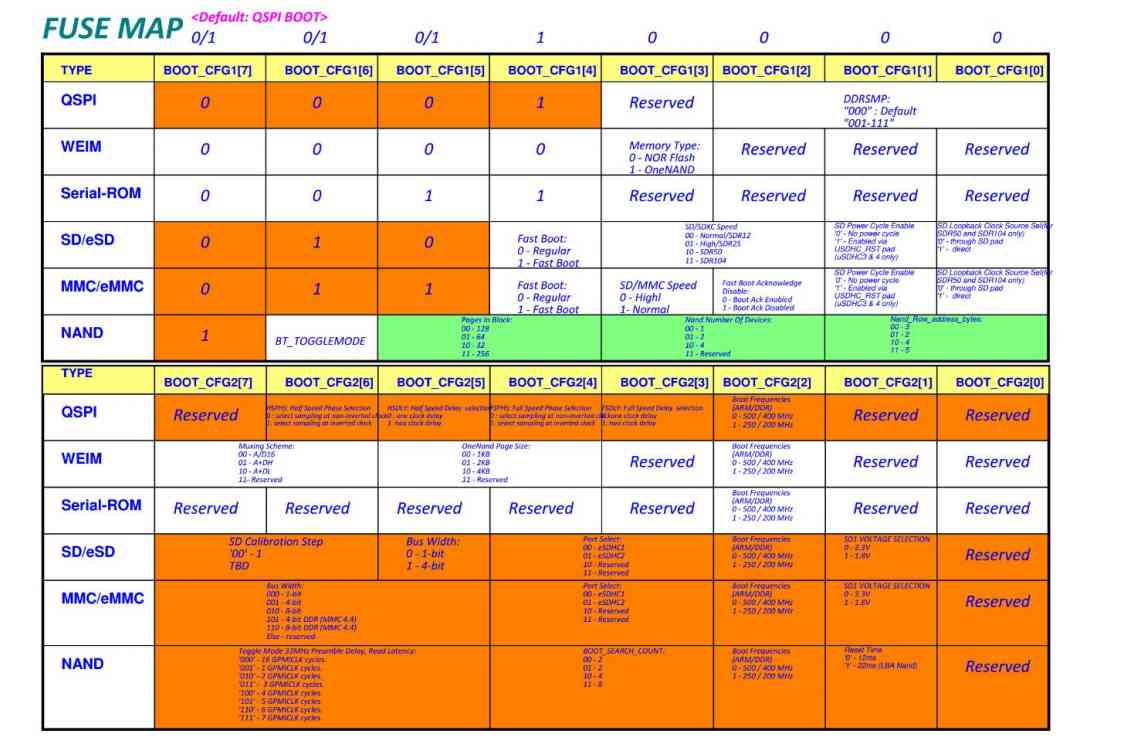 FUSE MAP <Default: QSPI BOOT>
0/1 0/1 0/1 1 0 0 0 0
TYPE BOOT_CFG1[7] BOOT_CFG1[6] BOOT_CFG1[5] BOOT_CFG1[4] BOOT_CFG1[3] BOOT_CFG1[2] BOOT_CFG1[1] BOOT_CFG1[0]
QSPI 0 0 0 1 Reserved
DDRSMP:
"000" : Default
"001-111"
WEIM 0 0 0 0
Memory Type:
0 - NOR Flash
1 - OneNAND
Reserved Reserved Reserved
Serial-ROM 0 0 1 1 Reserved Reserved Reserved Reserved
SD/eSD 0 1 0
Fast Boot:
0 - Regular
1 - Fast Boot
SD/SDXC Speed
00 - Normal/SDR12
01 - High/SDR25
10 - SDR50
11 - SDR104
SD Power Cycle Enable
'0' - No power cycle
'1' - Enabled via
USDHC_RST pad
(uSDHC3 & 4 only)
SD Loopback Clock Source Sel(for
SDR50 and SDR104 only)
'0' - through SD pad
'1' - direct
MMC/eMMC 0 1 1
Fast Boot:
0 - Regular
1 - Fast Boot
SD/MMC Speed
0 - Highl
1- Normal
Fast Boot Acknowledge
Disable:
0 - Boot Ack Enabled
1 - Boot Ack Disabled
SD Power Cycle Enable
'0' - No power cycle
'1' - Enabled via
USDHC_RST pad
(uSDHC3 & 4 only)
SD Loopback Clock Source Sel(for
SDR50 and SDR104 only)
'0' - through SD pad
'1' - direct
NAND 1 BT_TOGGLEMODE
Pages In Block:
00 - 128
01 - 64
10 - 32
11 - 256
Nand Number Of Devices:
00 - 1
01 - 2
10 - 4
11 - Reserved
Nand_Row_address_bytes:
00 - 3
01 - 2
10 - 4
11 - 5
TYPE BOOT_CFG2[7] BOOT_CFG2[6] BOOT_CFG2[5] BOOT_CFG2[4] BOOT_CFG2[3] BOOT_CFG2[2] BOOT_CFG2[1] BOOT_CFG2[0]
QSPI Reserved
HSPHS: Half Speed Phase Selection
0 : select sampling at non-inverted clock
1: select sampling at inverted clock
HSDLY: Half Speed Delay selection
0 : one clock delay
1: two clock delay
FSPHS: Full Speed Phase Selection
0 : select sampling at non-inverted clock
1: select sampling at inverted clock
FSDLY: Full Speed Delay selection
one clock delay
1: two clock delay
Boot Frequencies
(ARM/DDR)
0 - 500 / 400 MHz
1 - 250 / 200 MHz
Reserved Reserved
WEIM
Muxing Scheme:
00 - A/D16
01 - A+DH
10 - A+DL
11- Reserved
OneNand Page Size:
00 - 1KB
01 - 2KB
10 - 4KB
11 - Reserved
Reserved
Boot Frequencies
(ARM/DDR)
0 - 500 / 400 MHz
1 - 250 / 200 MHz
Reserved Reserved
Serial-ROM Reserved Reserved Reserved Reserved Reserved
Boot Frequencies
(ARM/DDR)
0 - 500 / 400 MHz
1 - 250 / 200 MHz
Reserved Reserved
SD/eSD
SD Calibration Step
'00' - 1
TBD
Bus Width:
0 - 1-bit
1 - 4-bit
Port Select:
00 - eSDHC1
01 - eSDHC2
10 - Reserved
11 - Reserved
Boot Frequencies
(ARM/DDR)
0 - 500 / 400 MHz
1 - 250 / 200 MHz
SD1 VOLTAGE SELECTION
0 - 3.3V
1 - 1.8V
Reserved
MMC/eMMC
Bus Width:
000 - 1-bit
001 - 4-bit
010 - 8-bit
101 - 4-bit DDR (MMC 4.4)
110 - 8-bit DDR (MMC 4.4)
Else - reserved.
Port Select:
00 - eSDHC1
01 - eSDHC2
10 - Reserved
11 - Reserved
Boot Frequencies
(ARM/DDR)
0 - 500 / 400 MHz
1 - 250 / 200 MHz
SD1 VOLTAGE SELECTION
0 - 3.3V
1 - 1.8V
Reserved
NAND
Toggle Mode 33MHz Preamble Delay, Read Latency:
'000' - 16 GPMICLK cycles.
'001' - 1 GPMICLK cycles.
'010' - 2 GPMICLK cycles.
'011' - 3 GPMICLK cycles.
'100' - 4 GPMICLK cycles.
'101' - 5 GPMICLK cycles.
'110' - 6 GPMICLK cycles.
'111' - 7 GPMICLK cycles.
BOOT_SEARCH_COUNT:
00 - 2
01 - 2
10 - 4
11 - 8
Boot Frequencies
(ARM/DDR)
0 - 500 / 400 MHz
1 - 250 / 200 MHz
Reset Time
'0' - 12ms
'1' - 22ms (LBA Nand)
Reserved